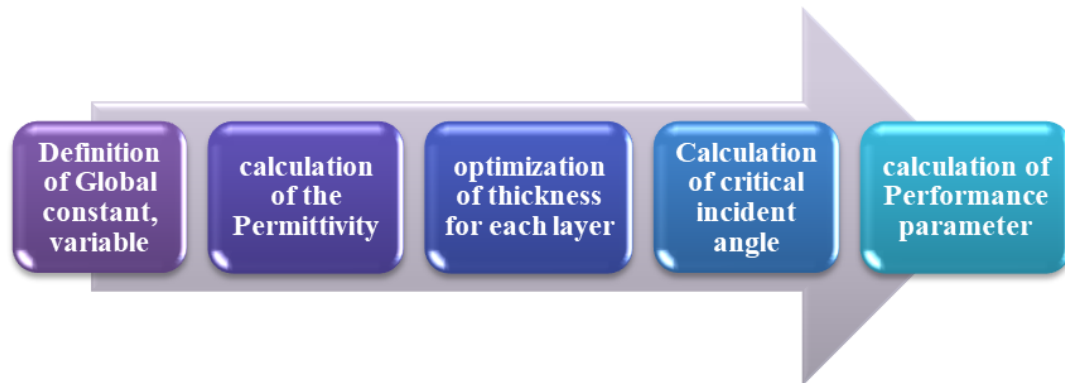 Definition
of Global
constant,
variable
calculation
of the
Permittivity
optimization
of thickness
for each layer
Calculation
of critical
incident
angle
calculation of
Performance
parameter